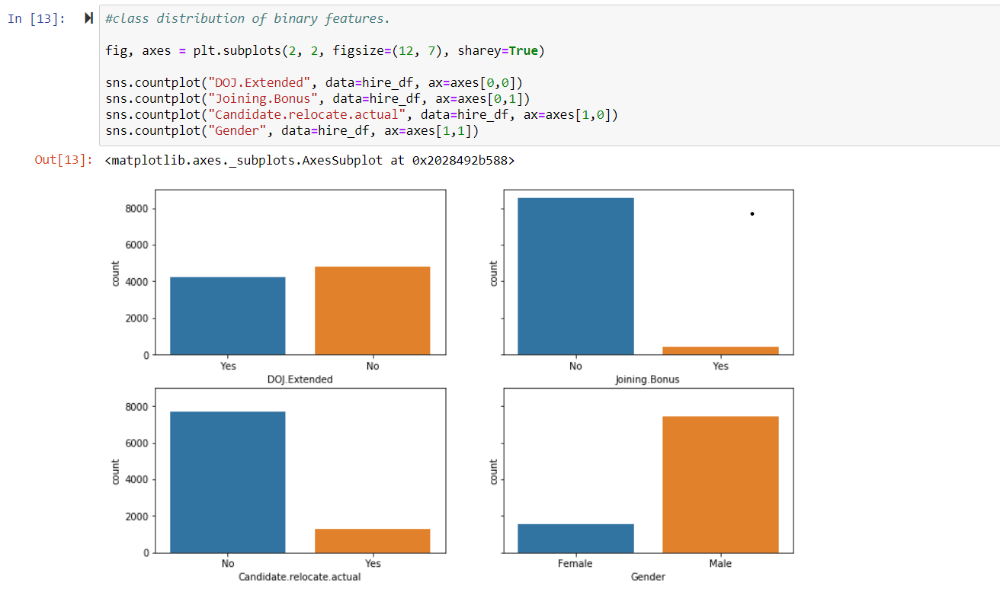 In [13]:
#class distribution of binary features.
fig, axes = plt.subplots(2, 2, figsize=(12, 7), sharey=True)
sns.countplot("DOJ.Extended", data=hire_df, ax=axes[0,0])
sns.countplot("Joining.Bonus", data=hire_df, ax=axes[0,1])
sns.countplot("Candidate.relocate.actual", data=hire_df, ax=axes[1,0])
sns.countplot("Gender", data=hire_df, ax=axes[1,1])
Out[13]: <matplotlib.axes._subplots.AxesSubplot at 0x2028492b588>
8000
6000
4000
2000
0
count
Yes No
DOJ.Extended
count
No Yes
Joining.Bonus
8000
6000
4000
2000
0
count
No Yes
Candidate.relocate.actual
count
Female Male
Gender